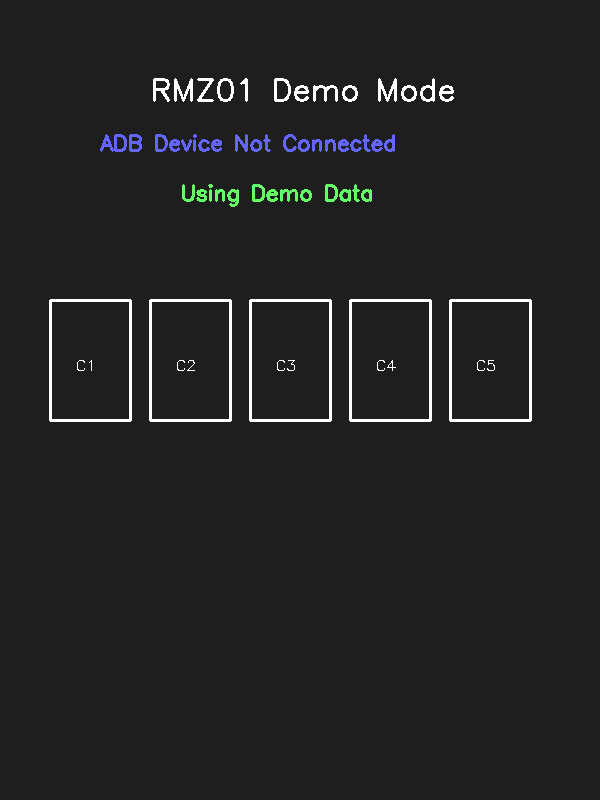 RMZ01 Demo Mode
ADB Device Not Connected
Using Demo Data
C1 C2 C3 C4 C5